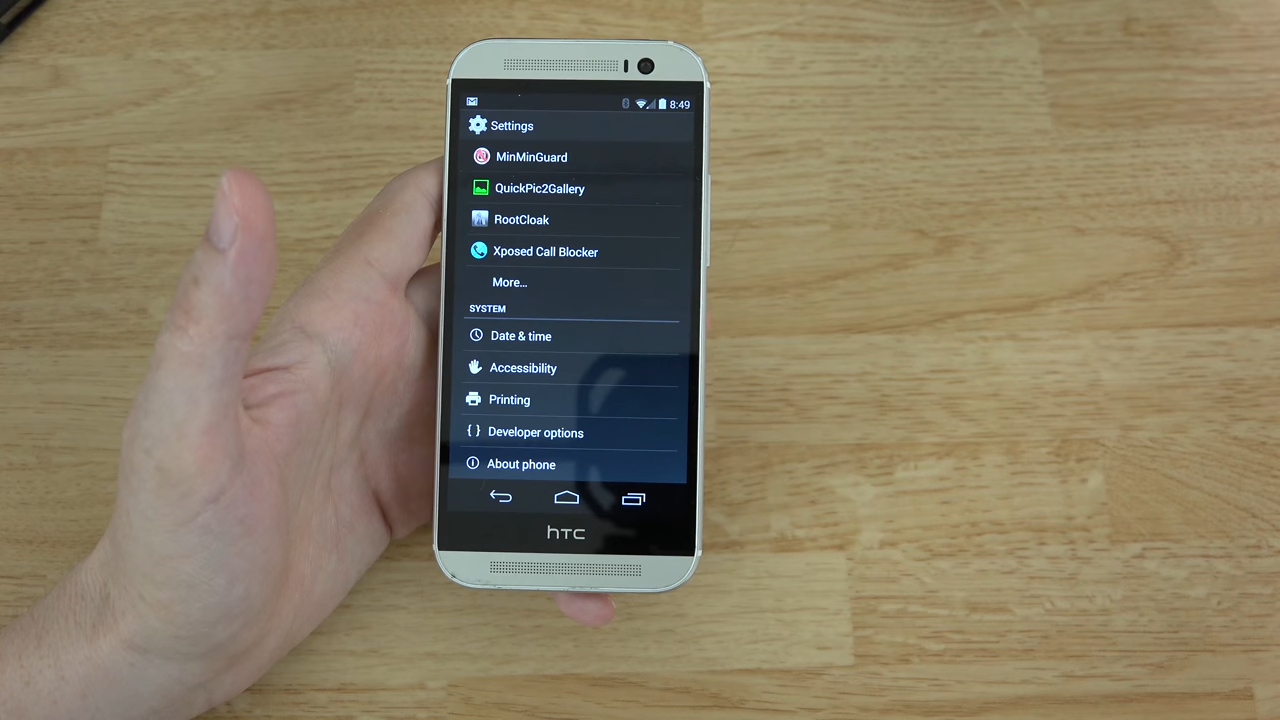 8:49
Settings
MinMinGuard
QuickPic2Gallery
RootCloak
Xposed Call Blocker
More...
SYSTEM
Date & time
Accessibility
Printing
{ } Developer options
About phone
hTC